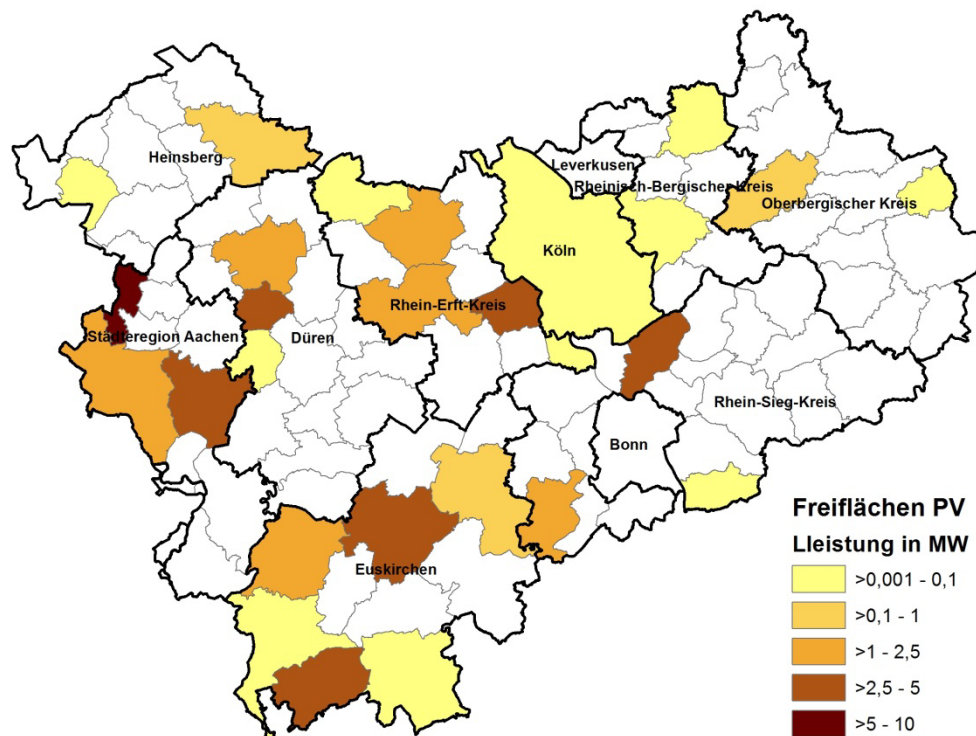 Heinsberg
Leverkusen
Rheinisch-Bergischer Kreis
Oberbergischer Kreis
Köln
Rhein-Erft-Kreis
Städteregion Aachen
Düren
Rhein-Sieg-Kreis
Bonn
Euskirchen
Freiflächen PV
Lleistung in MW
>0,001 - 0,1
>0,1 - 1
>1 - 2,5
>2,5 - 5
>5 - 10